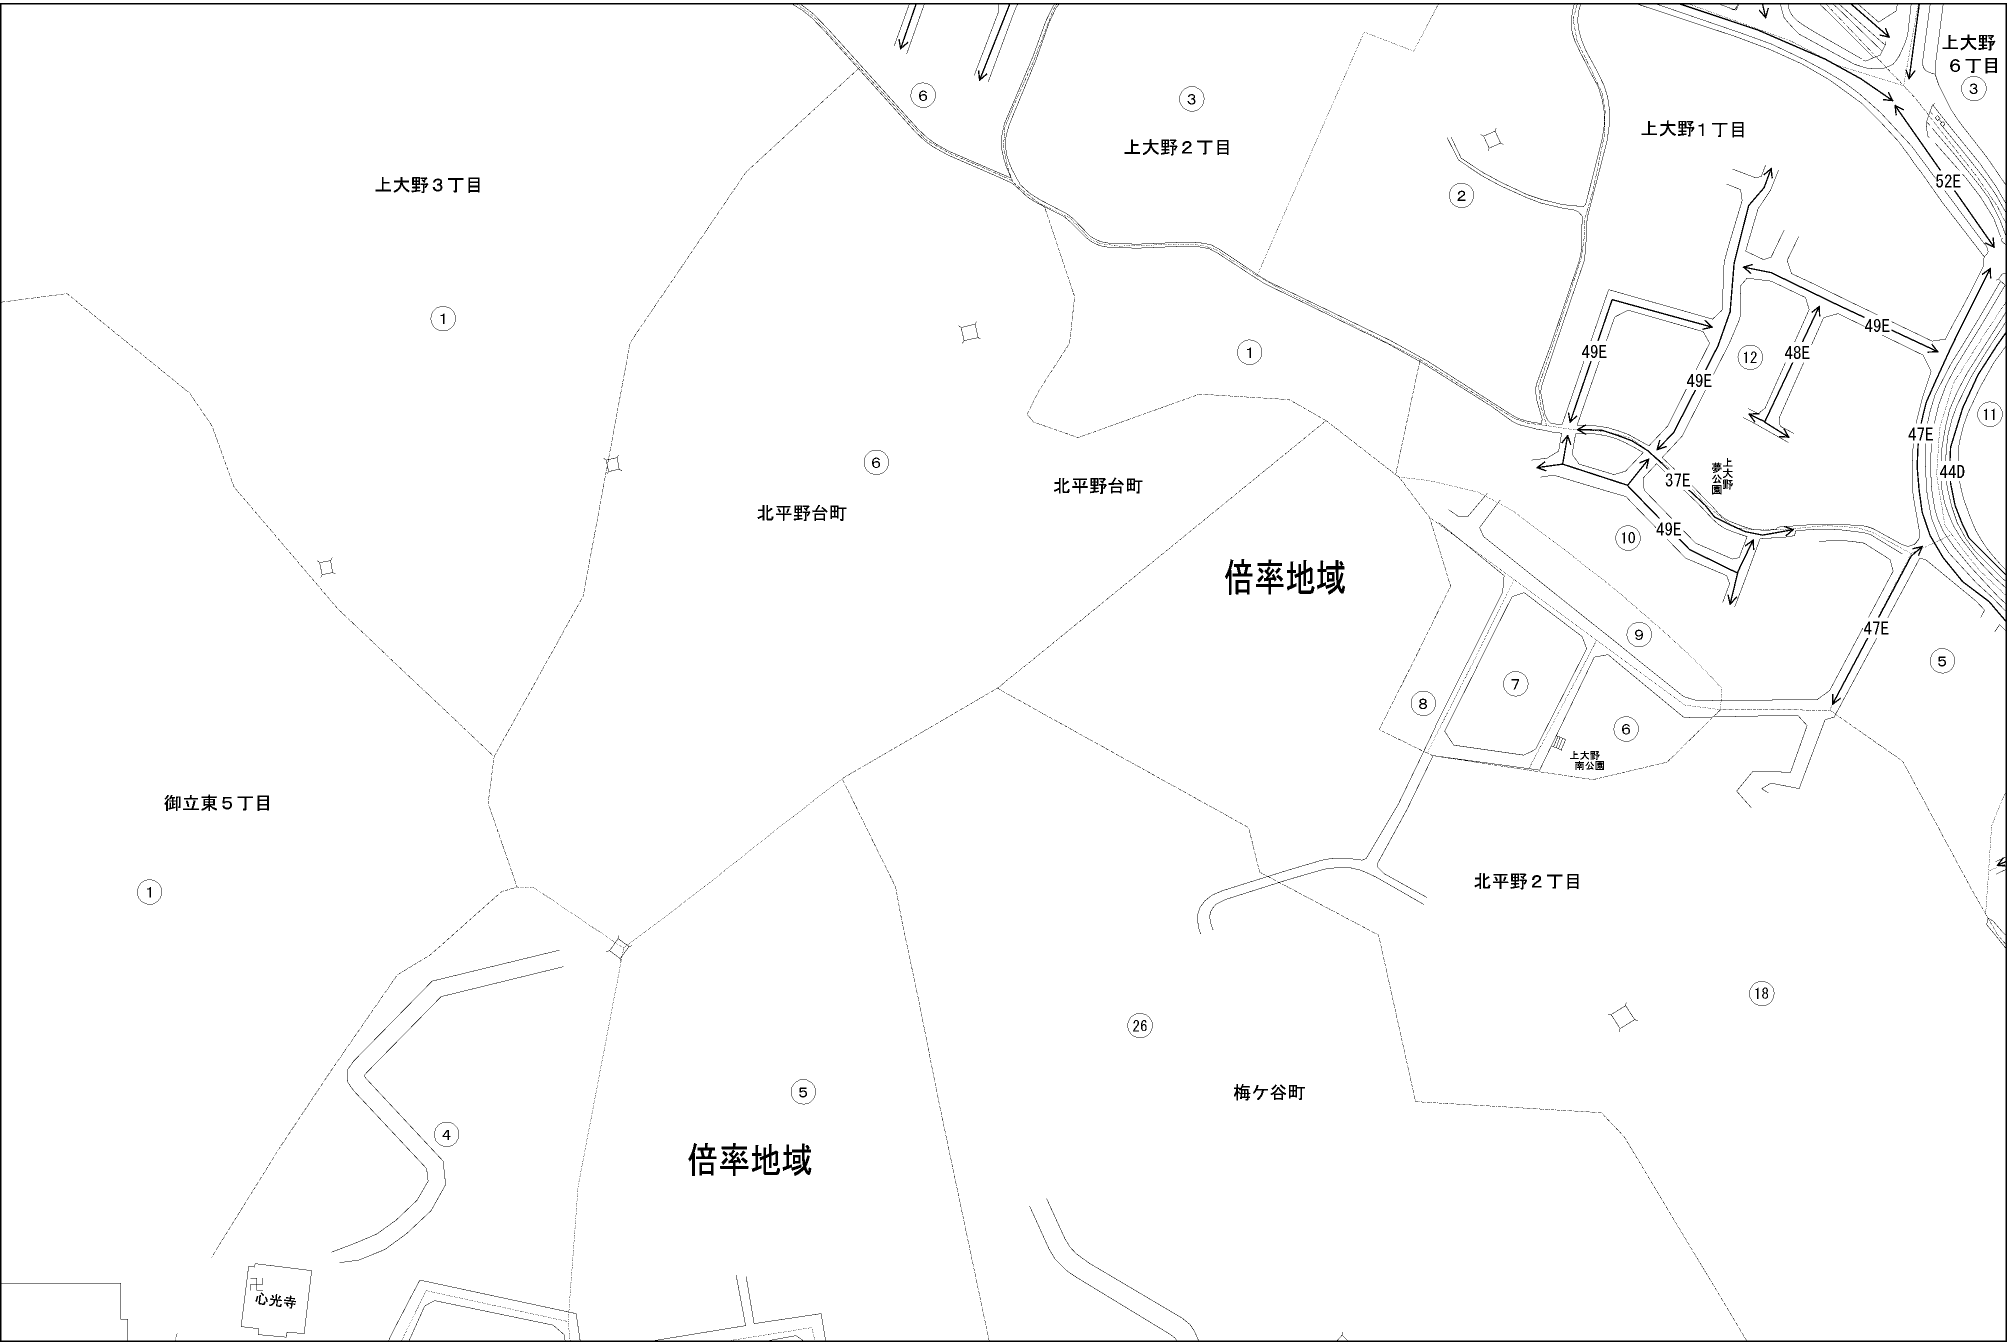 上大野
６丁目
3
6
3
上大野１丁目
上大野２丁目
上大野３丁目
52E
2
1
49E
1
49E
48E
12
49E
11
47E
44D
6
37E
上大野
夢公園
北平野台町
北平野台町
49E
10
倍率地域
47E
9
5
7
8
6
上大野
南公園
御立東５丁目
1
北平野２丁目
18
26
5
梅ケ谷町
4
倍率地域
心光寺